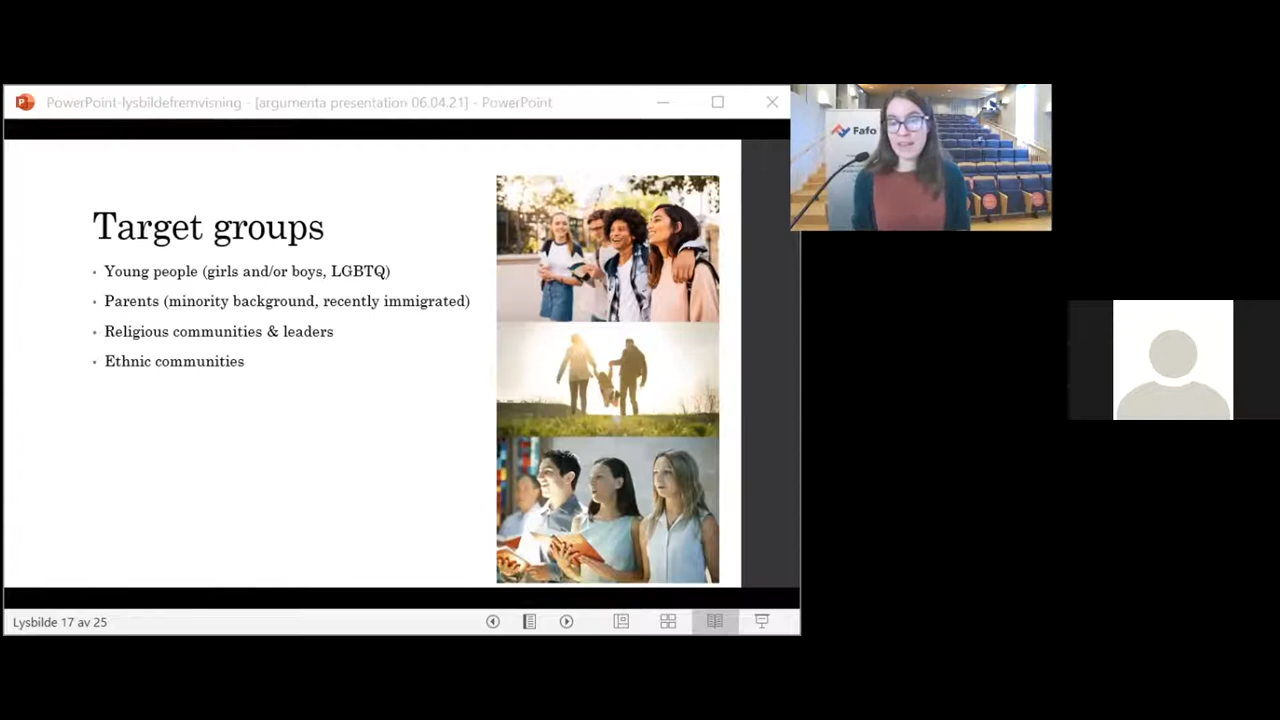 PowerPoint-lysbildefremvisning - [argumenta presentation 06.04.21] - PowerPoint
Fafo
Target groups
Young people (girls and/or boys, LGBTQ)
Parents (minority background, recently immigrated)
Religious communities & leaders
Ethnic communities
Lysbilde 17 av 25